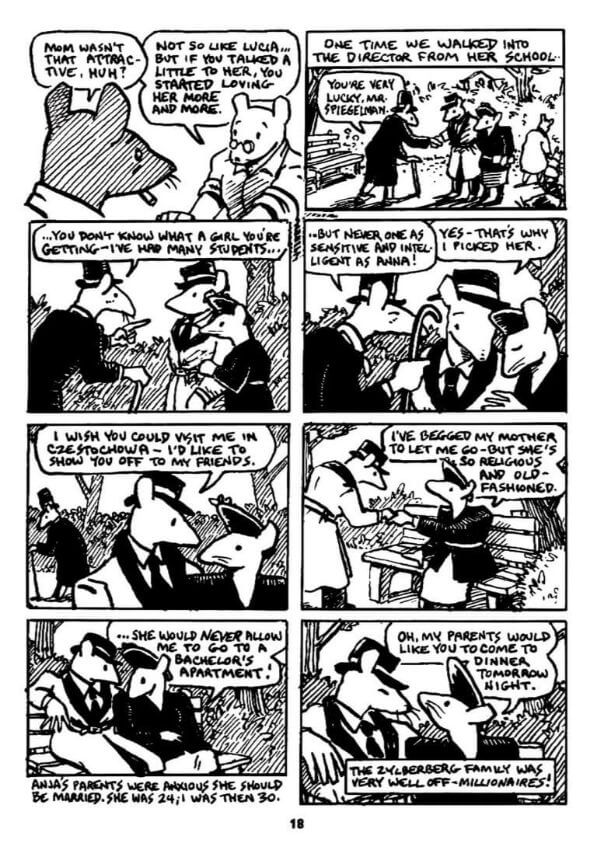 MOM WASN'T
THAT ATTRAC-
TIVE, HUH?
NOT SO LIKE LUCIA...
BUT IF YOU TALKED A
LITTLE TO HER, YOU
STARTED LOVING
HER MORE
AND MORE.
ONE TIME WE WALKED INTO
THE DIRECTOR FROM HER SCHOOL.
YOU'RE VERY
LUCKY, MR.
SPIEGELMAN.
...YOU DON'T KNOW WHAT A GIRL YOU'RE
GETTING—I'VE HAD MANY STUDENTS...
...BUT NEVER ONE AS
SENSITIVE AND INTEL-
LIGENT AS ANNA!
YES - THAT'S WHY
I PICKED HER.
I WISH YOU COULD VISIT ME IN
CZESTOCHOWA - I'D LIKE TO
SHOW YOU OFF TO MY FRIENDS.
I'VE BEGGED MY MOTHER
TO LET ME GO-BUT SHE'S
SO RELIGIOUS
AND OLD-
FASHIONED.
...SHE WOULD NEVER ALLOW
ME TO GO TO A
BACHELOR'S
APARTMENT!
ANJA'S PARENTS WERE ANXIOUS SHE SHOULD
BE MARRIED. SHE WAS 24; I WAS THEN 30.
OH, MY PARENTS WOULD
LIKE YOU TO COME TO
DINNER
TOMORROW
NIGHT.
THE ZYLBERBERG FAMILY WAS
VERY WELL OFF-MILLIONAIRES!
18